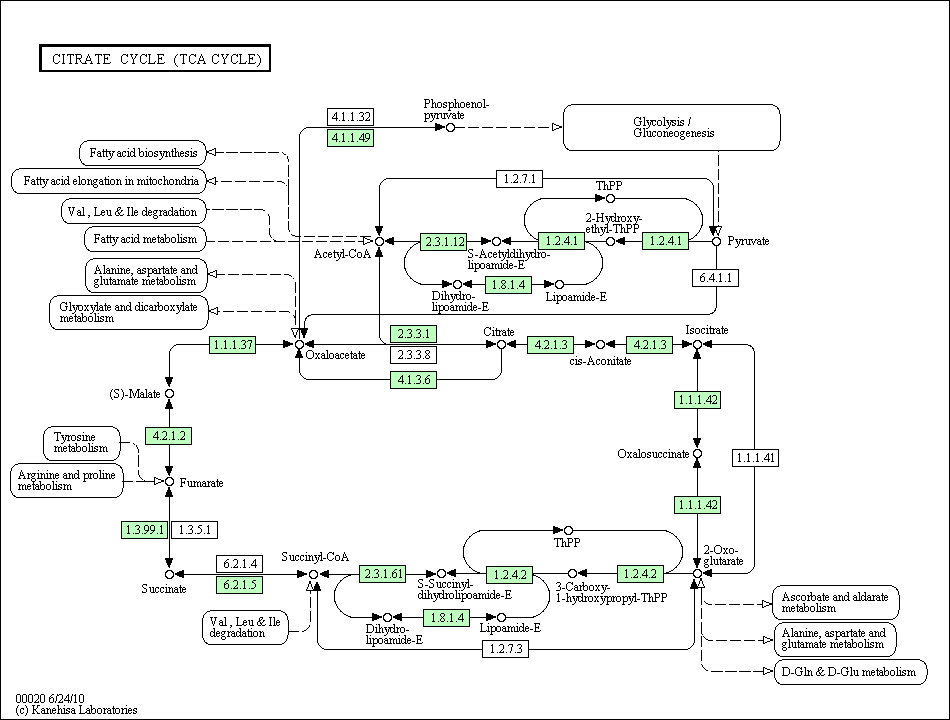 CITRATE CYCLE (TCA CYCLE)
Phosphoenol-
pyruvate
4.1.1.32
4.1.1.49
Glycolysis /
Gluconeogenesis
Fatty acid biosynthesis
Fatty acid elongation in mitochondria
1.2.7.1
ThPP
Val , Leu & Ile degradation
2-Hydroxy-
ethyl-ThPP
Fatty acid metabolism
2.3.1.12
1.2.4.1
1.2.4.1
Pyruvate
Acetyl-CoA
S-Acetyldihydro-
lipoamide-E
Alanine, aspartate and
glutamate metabolism
1.8.1.4
6.4.1.1
Dihydro-
lipoamide-E
Lipoamide-E
Glyoxylate and dicarboxylate
metabolism
2.3.3.1
Citrate
Isocitrate
1.1.1.37
Oxaloacetate
2.3.3.8
4.2.1.3
4.2.1.3
cis-Aconitate
4.1.3.6
(S)-Malate
1.1.1.42
4.2.1.2
Tyrosine
metabolism
Oxalosuccinate
1.1.1.41
Arginine and proline
metabolism
Fumarate
1.1.1.42
1.3.99.1
1.3.5.1
ThPP
6.2.1.4
6.2.1.5
Succinyl-CoA
2-Oxo-
glutarate
Succinate
2.3.1.61
1.2.4.2
1.2.4.2
S-Succinyl-
dihydrolipoamide-E
3-Carboxy-
1-hydroxypropyl-ThPP
Ascorbate and aldarate
metabolism
Val , Leu & Ile
degradation
1.8.1.4
Dihydro-
lipoamide-E
Lipoamide-E
Alanine, aspartate and
glutamate metabolism
1.2.7.3
D-Gln & D-Glu metabolism
00020 6/24/10
(c) Kanehisa Laboratories